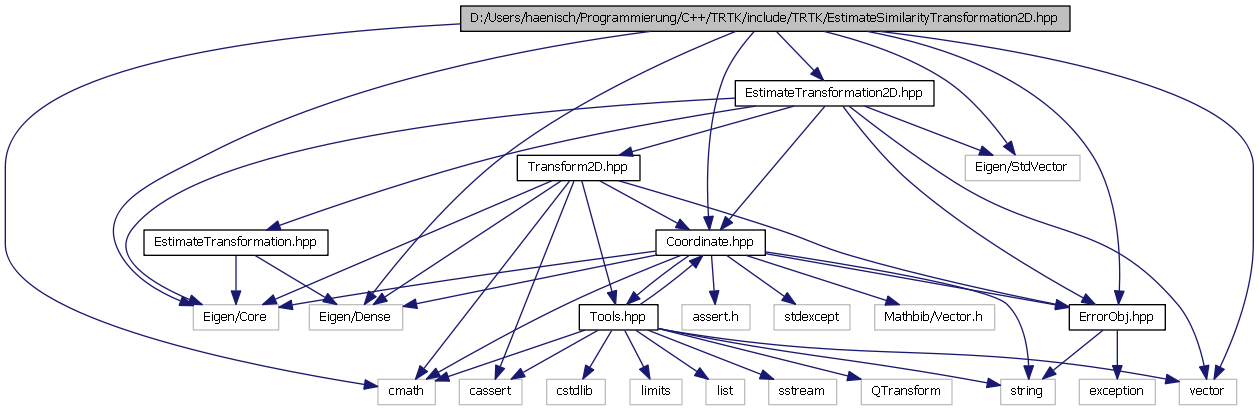 D:/Users/haenisch/Programmierung/C++/TRTK/include/TRTK/EstimateSimilarityTransformation2D.hpp
EstimateTransformation2D.hpp
Transform2D.hpp
Eigen/StdVector
EstimateTransformation.hpp
Coordinate.hpp
Eigen/Core
Eigen/Dense
Tools.hpp
assert.h
stdexcept
Mathbib/Vector.h
ErrorObj.hpp
cmath
cassert
cstdlib
limits
list
sstream
QTransform
string
exception
vector